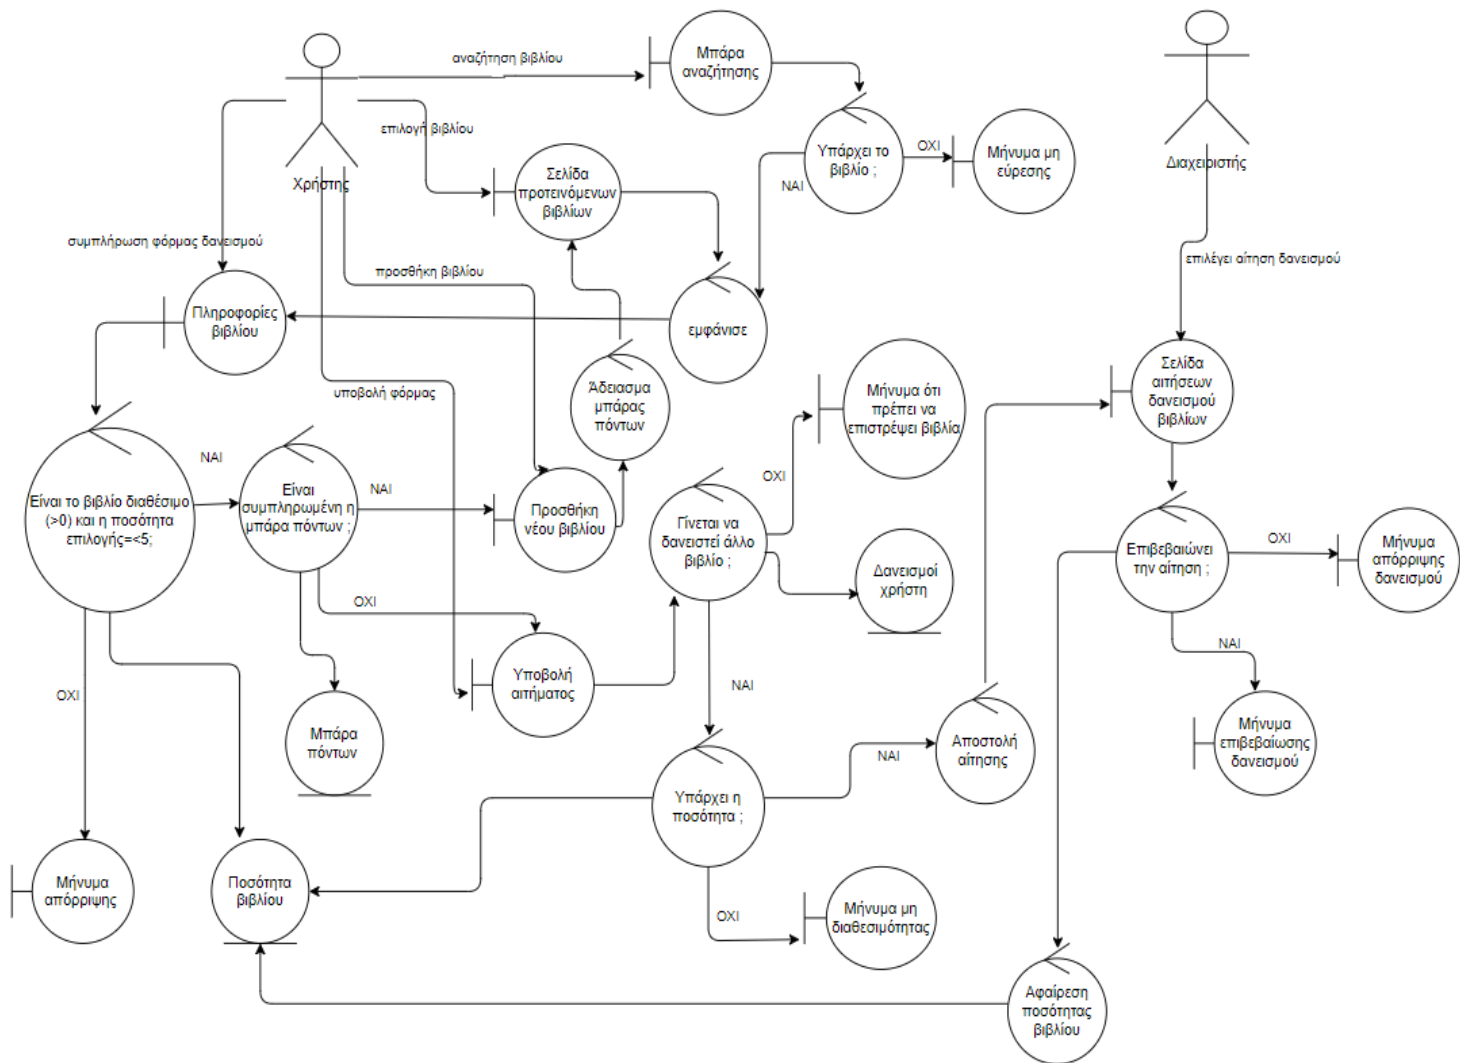 αναζήτηση βιβλίου
Μπάρα
αναζήτησης
επιλογή βιβλίου
Χρήστης
Υπάρχει το
βιβλίο ;
ΟΧΙ
ΝΑΙ
Μήνυμα μη
εύρεσης
Διαχειριστής
Σελίδα
προτεινόμενων
βιβλίων
συμπλήρωση φόρμας δανεισμού
προσθήκη βιβλίου
επιλέγει αίτηση δανεισμού
Πληροφορίες
βιβλίου
εμφάνισε
υποβολή φόρμας
Άδειασμα
μπάρας
πόντων
Μήνυμα ότι
πρέπει να
επιστρέψει βιβλία
Σελίδα
αιτήσεων
δανεισμού
βιβλίων
ΝΑΙ
Είναι το βιβλίο διαθέσιμο
(>0) και η ποσότητα
επιλογής=<5;
Είναι
συμπληρωμένη η
μπάρα πόντων ;
ΝΑΙ
Προσθήκη
νέου βιβλίου
ΟΧΙ
Γίνεται να
δανειστεί άλλο
βιβλίο ;
Δανεισμοί
χρήστη
Επιβεβαιώνει
την αίτηση ;
ΟΧΙ
Μήνυμα
απόρριψης
δανεισμού
ΟΧΙ
Υποβολή
αιτήματος
ΝΑΙ
ΝΑΙ
ΟΧΙ
Μπάρα
πόντων
Αποστολή
αίτησης
Μήνυμα
επιβεβαίωσης
δανεισμού
ΝΑΙ
Υπάρχει η
ποσότητα ;
Μήνυμα
απόρριψης
Ποσότητα
βιβλίου
ΟΧΙ
Μήνυμα μη
διαθεσιμότητας
Αφαίρεση
ποσότητας
βιβλίου